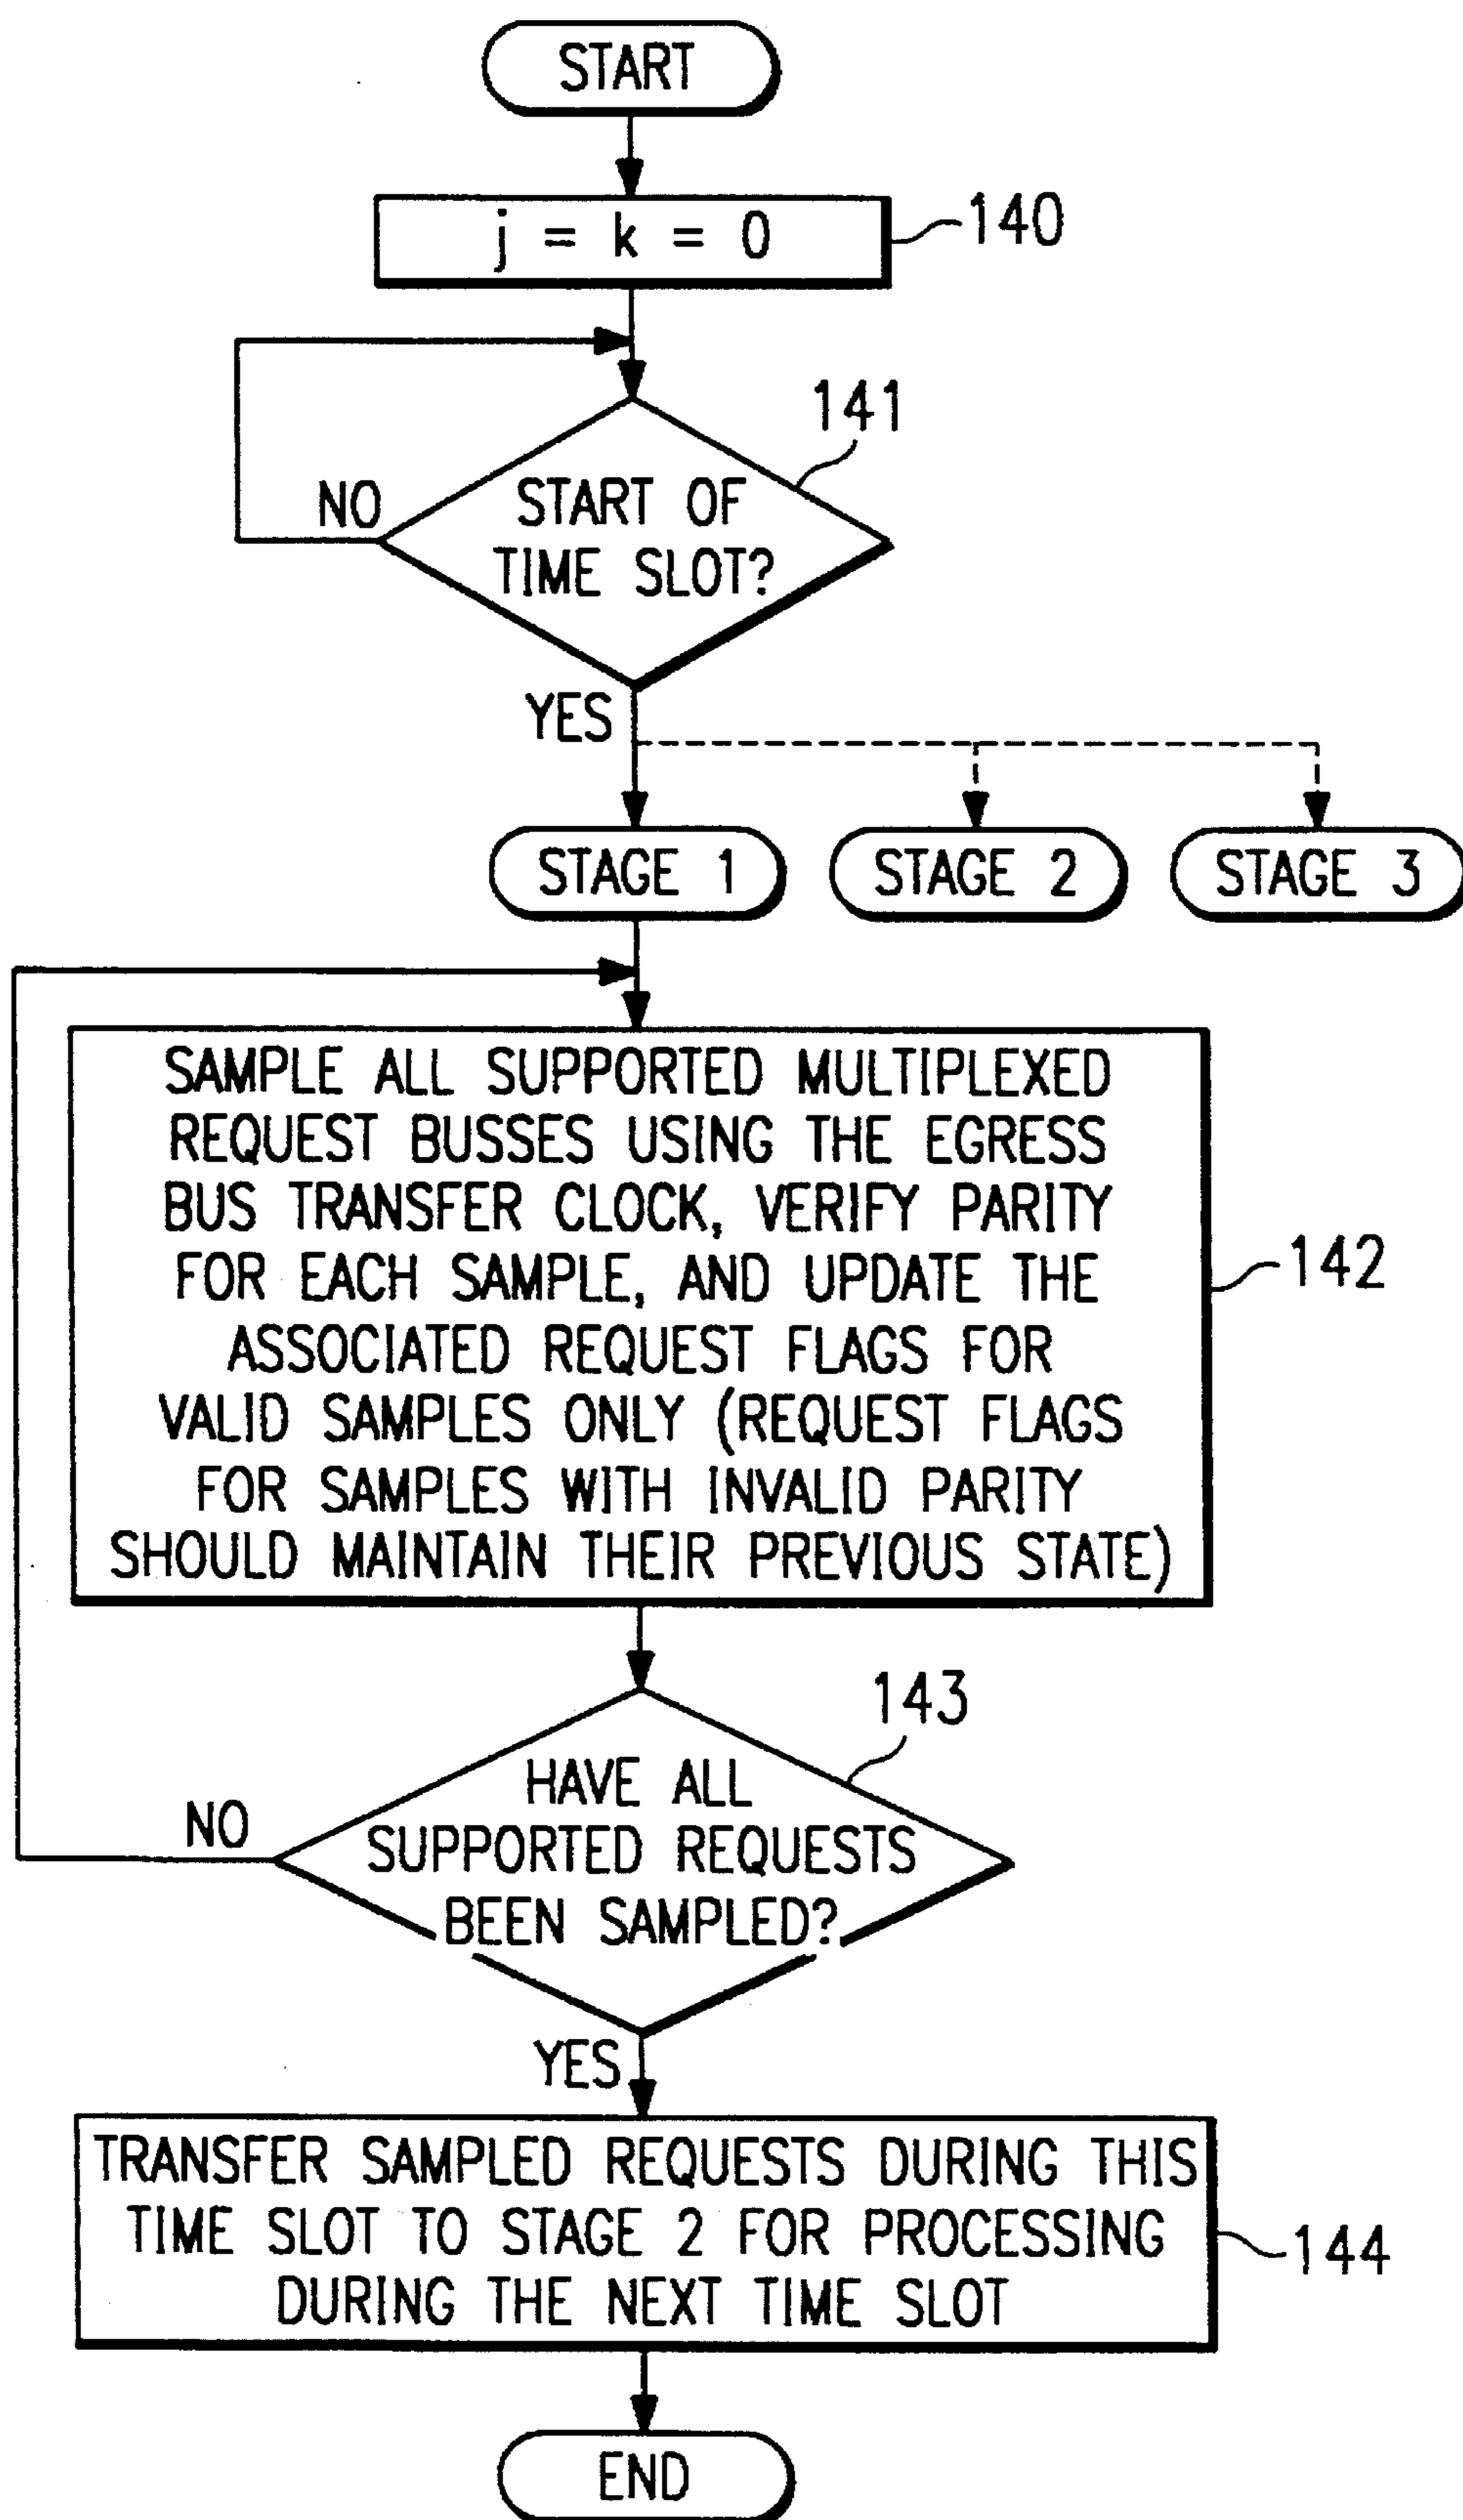 START
j = k = 0
140
141
START OF
TIME SLOT?
NO
YES
STAGE 1
STAGE 2
STAGE 3
SAMPLE ALL SUPPORTED MULTIPLEXED
REQUEST BUSSES USING THE EGRESS
BUS TRANSFER CLOCK, VERIFY PARITY
FOR EACH SAMPLE, AND UPDATE THE
ASSOCIATED REQUEST FLAGS FOR
VALID SAMPLES ONLY (REQUEST FLAGS
FOR SAMPLES WITH INVALID PARITY
SHOULD MAINTAIN THEIR PREVIOUS STATE)
142
143
HAVE ALL
SUPPORTED REQUESTS
BEEN SAMPLED?
NO
YES
TRANSFER SAMPLED REQUESTS DURING THIS
TIME SLOT TO STAGE 2 FOR PROCESSING
DURING THE NEXT TIME SLOT
144
END